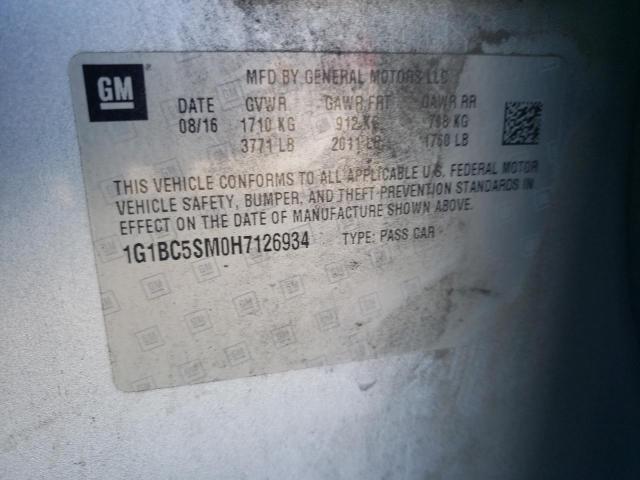 GM
MFD BY GENERAL MOTORS LLC
DATE GVWR GAWR FRT GAWR RR
08/16 1710 KG 912 KG 798 KG
3771 LB 2011 LB 1760 LB
THIS VEHICLE CONFORMS TO ALL APPLICABLE U.S. FEDERAL MOTOR
VEHICLE SAFETY, BUMPER, AND THEFT PREVENTION STANDARDS IN
EFFECT ON THE DATE OF MANUFACTURE SHOWN ABOVE.
1G1BC5SM0H7126934 TYPE: PASS CAR